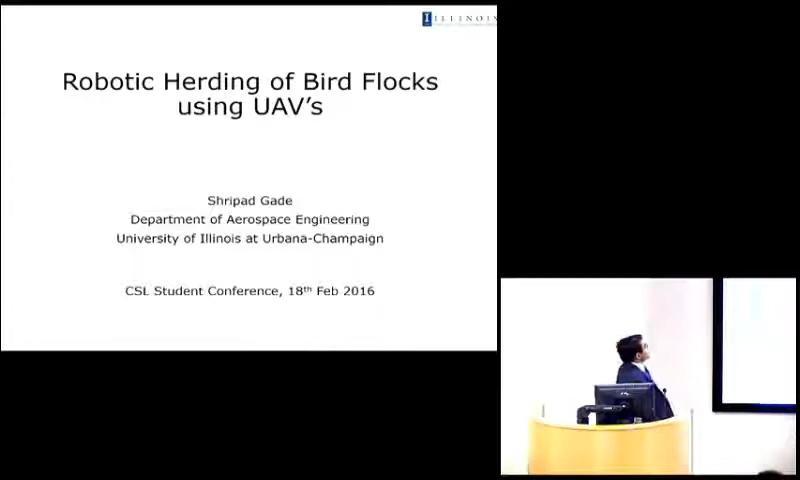 I ILLINOIS
Robotic Herding of Bird Flocks
using UAV's
Shripad Gade
Department of Aerospace Engineering
University of Illinois at Urbana-Champaign
CSL Student Conference, 18th Feb 2016